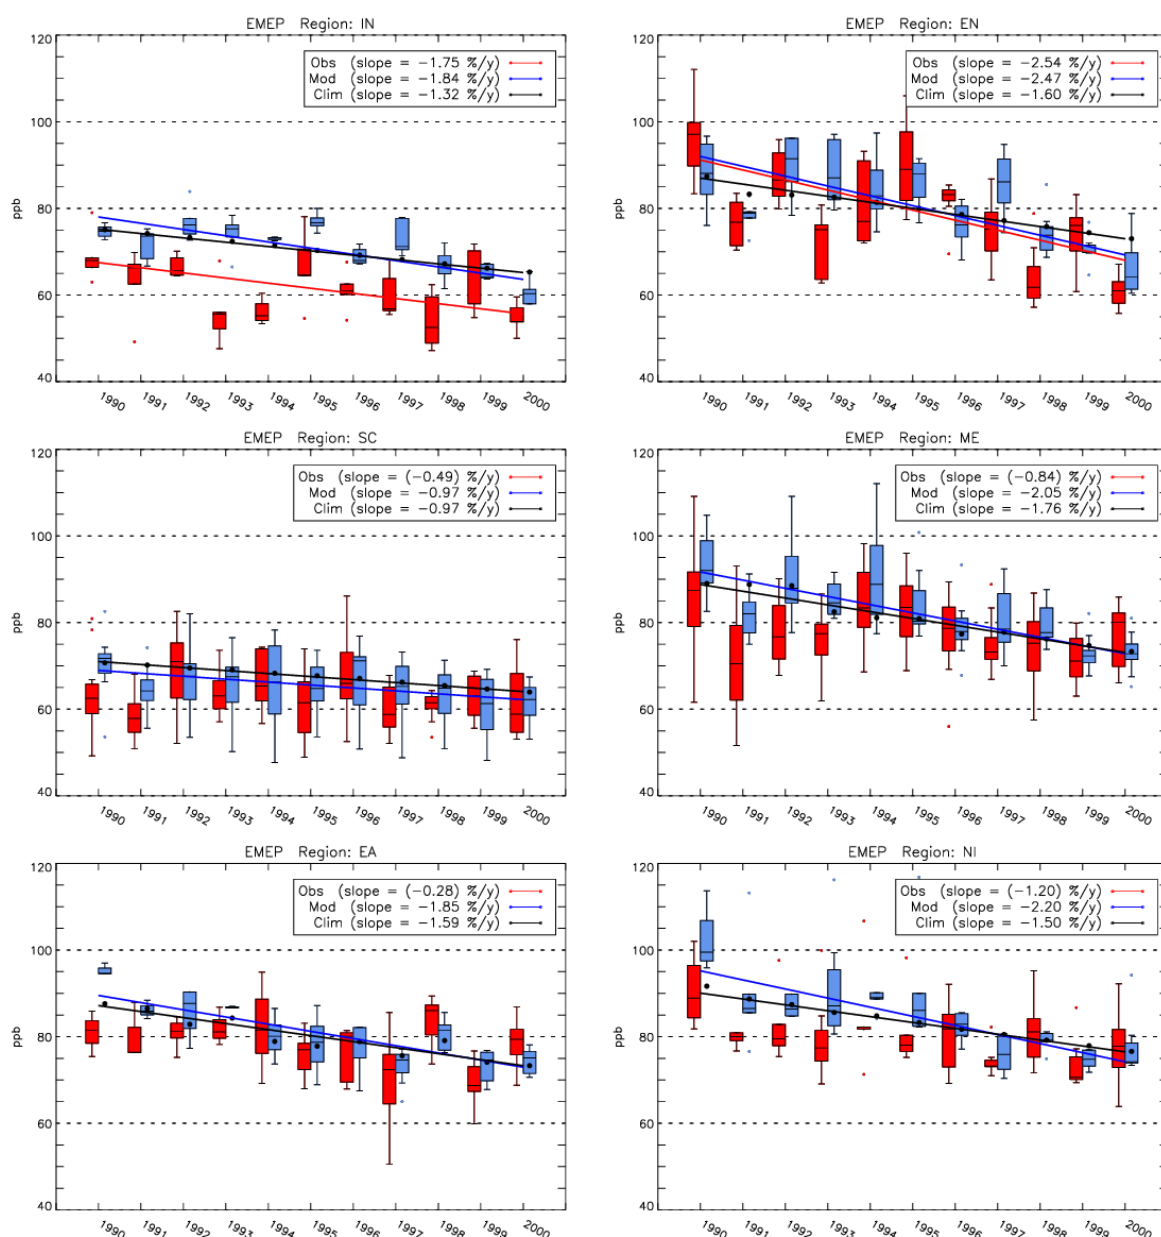 EMEP Region: IN
120
100
80
60
40
ppb
Obs (slope = −1.75 %/y)
Mod (slope = −1.84 %/y)
Clim (slope = −1.32 %/y)
1990 1991 1992 1993 1994 1995 1996 1997 1998 1999 2000
EMEP Region: EN
120
100
80
60
40
ppb
Obs (slope = −2.54 %/y)
Mod (slope = −2.47 %/y)
Clim (slope = −1.60 %/y)
1990 1991 1992 1993 1994 1995 1996 1997 1998 1999 2000
EMEP Region: SC
120
100
80
60
40
ppb
Obs (slope = (−0.49) %/y)
Mod (slope = −0.97 %/y)
Clim (slope = −0.97 %/y)
1990 1991 1992 1993 1994 1995 1996 1997 1998 1999 2000
EMEP Region: ME
120
100
80
60
40
ppb
Obs (slope = (−0.84) %/y)
Mod (slope = −2.05 %/y)
Clim (slope = −1.76 %/y)
1990 1991 1992 1993 1994 1995 1996 1997 1998 1999 2000
EMEP Region: EA
120
100
80
60
40
ppb
Obs (slope = (−0.28) %/y)
Mod (slope = −1.85 %/y)
Clim (slope = −1.59 %/y)
1990 1991 1992 1993 1994 1995 1996 1997 1998 1999 2000
EMEP Region: NI
120
100
80
60
40
ppb
Obs (slope = (−1.20) %/y)
Mod (slope = −2.20 %/y)
Clim (slope = −1.50 %/y)
1990 1991 1992 1993 1994 1995 1996 1997 1998 1999 2000